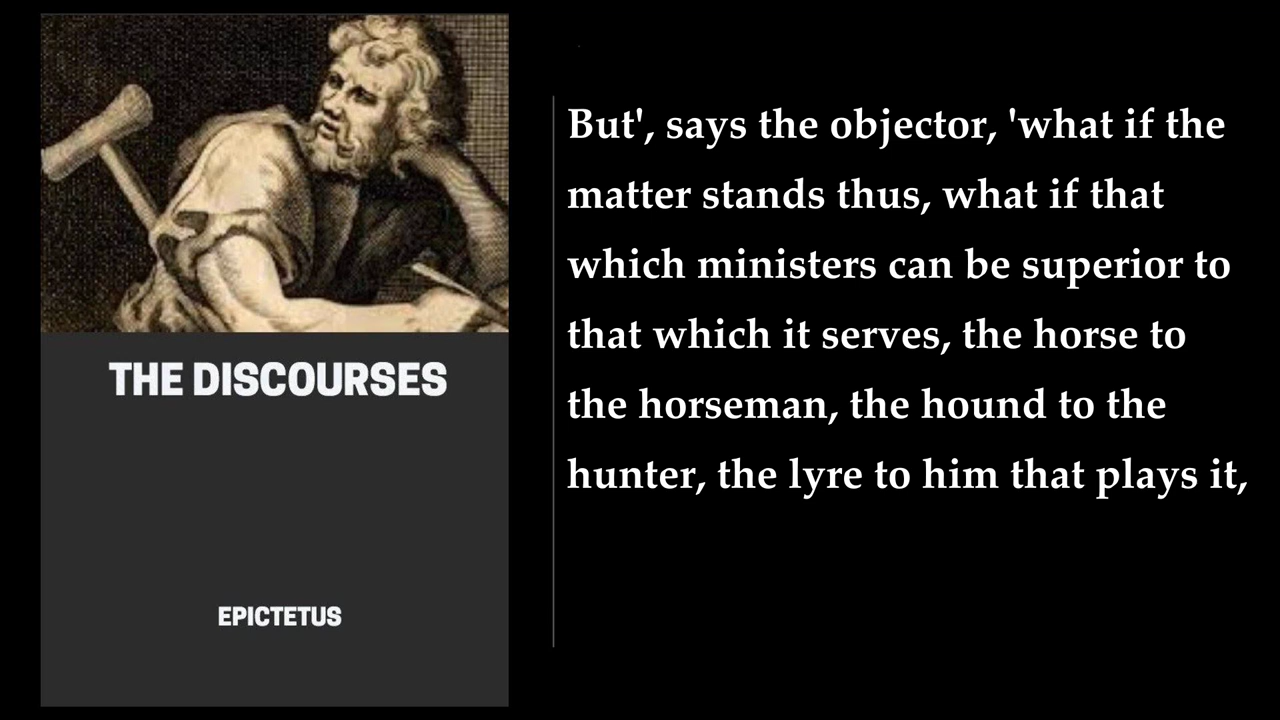 THE DISCOURSES
EPICTETUS
But', says the objector, 'what if the
matter stands thus, what if that
which ministers can be superior to
that which it serves, the horse to
the horseman, the hound to the
hunter, the lyre to him that plays it,